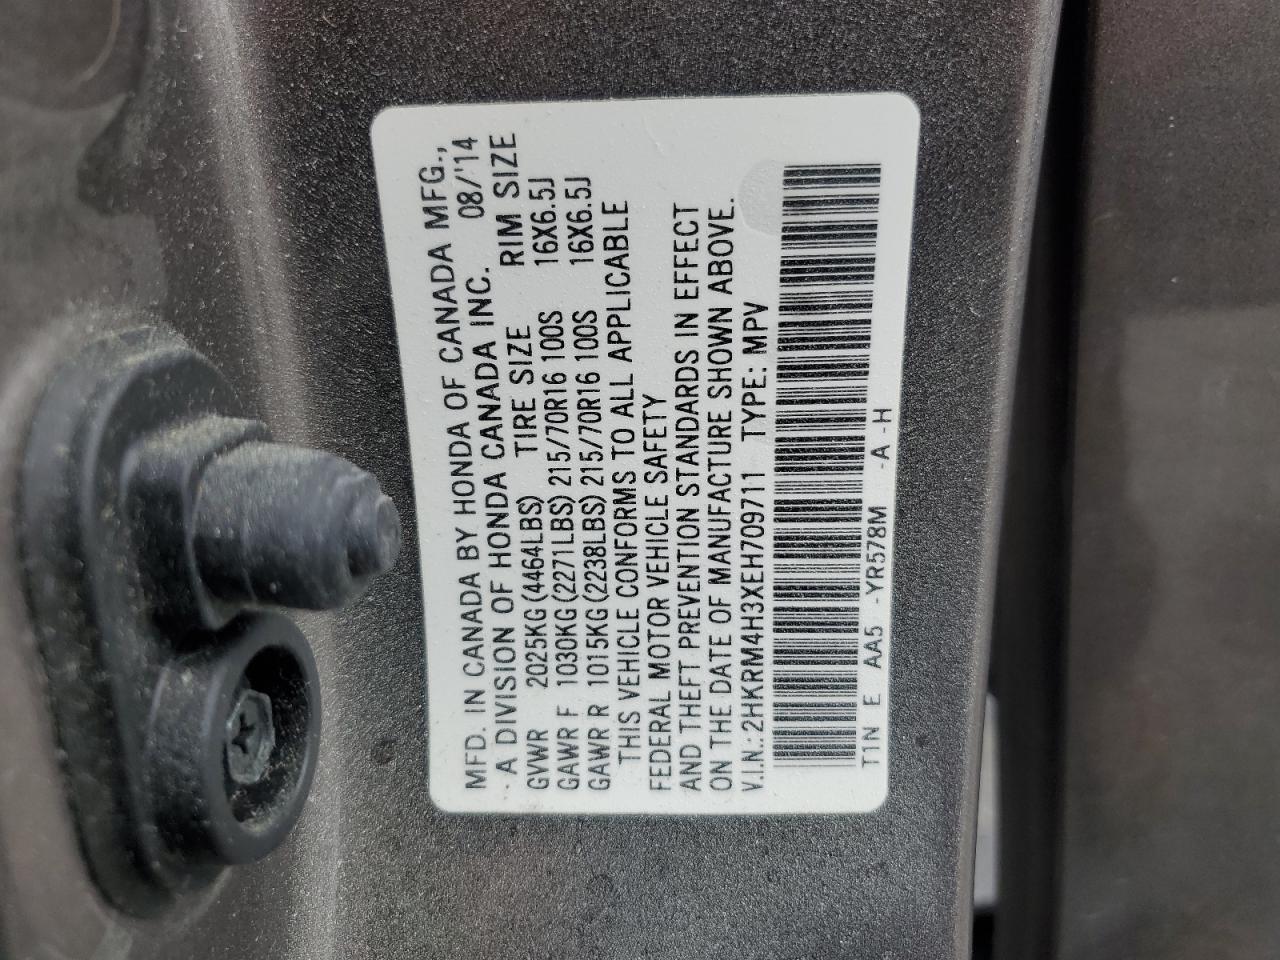 MFD. IN CANADA BY HONDA OF CANADA MFG.,
A DIVISION OF HONDA CANADA INC. 08/'14
GVWR 2025KG (4464LBS) TIRE SIZE RIM SIZE
GAWR F 1030KG (2271LBS) 215/70R16 100S 16X6.5J
GAWR R 1015KG (2238LBS) 215/70R16 100S 16X6.5J
THIS VEHICLE CONFORMS TO ALL APPLICABLE
FEDERAL MOTOR VEHICLE SAFETY
AND THEFT PREVENTION STANDARDS IN EFFECT
ON THE DATE OF MANUFACTURE SHOWN ABOVE.
V.I.N.:2HKRM4H3XEH709711 TYPE: MPV
T1N E AA5 -YR578M -A -H